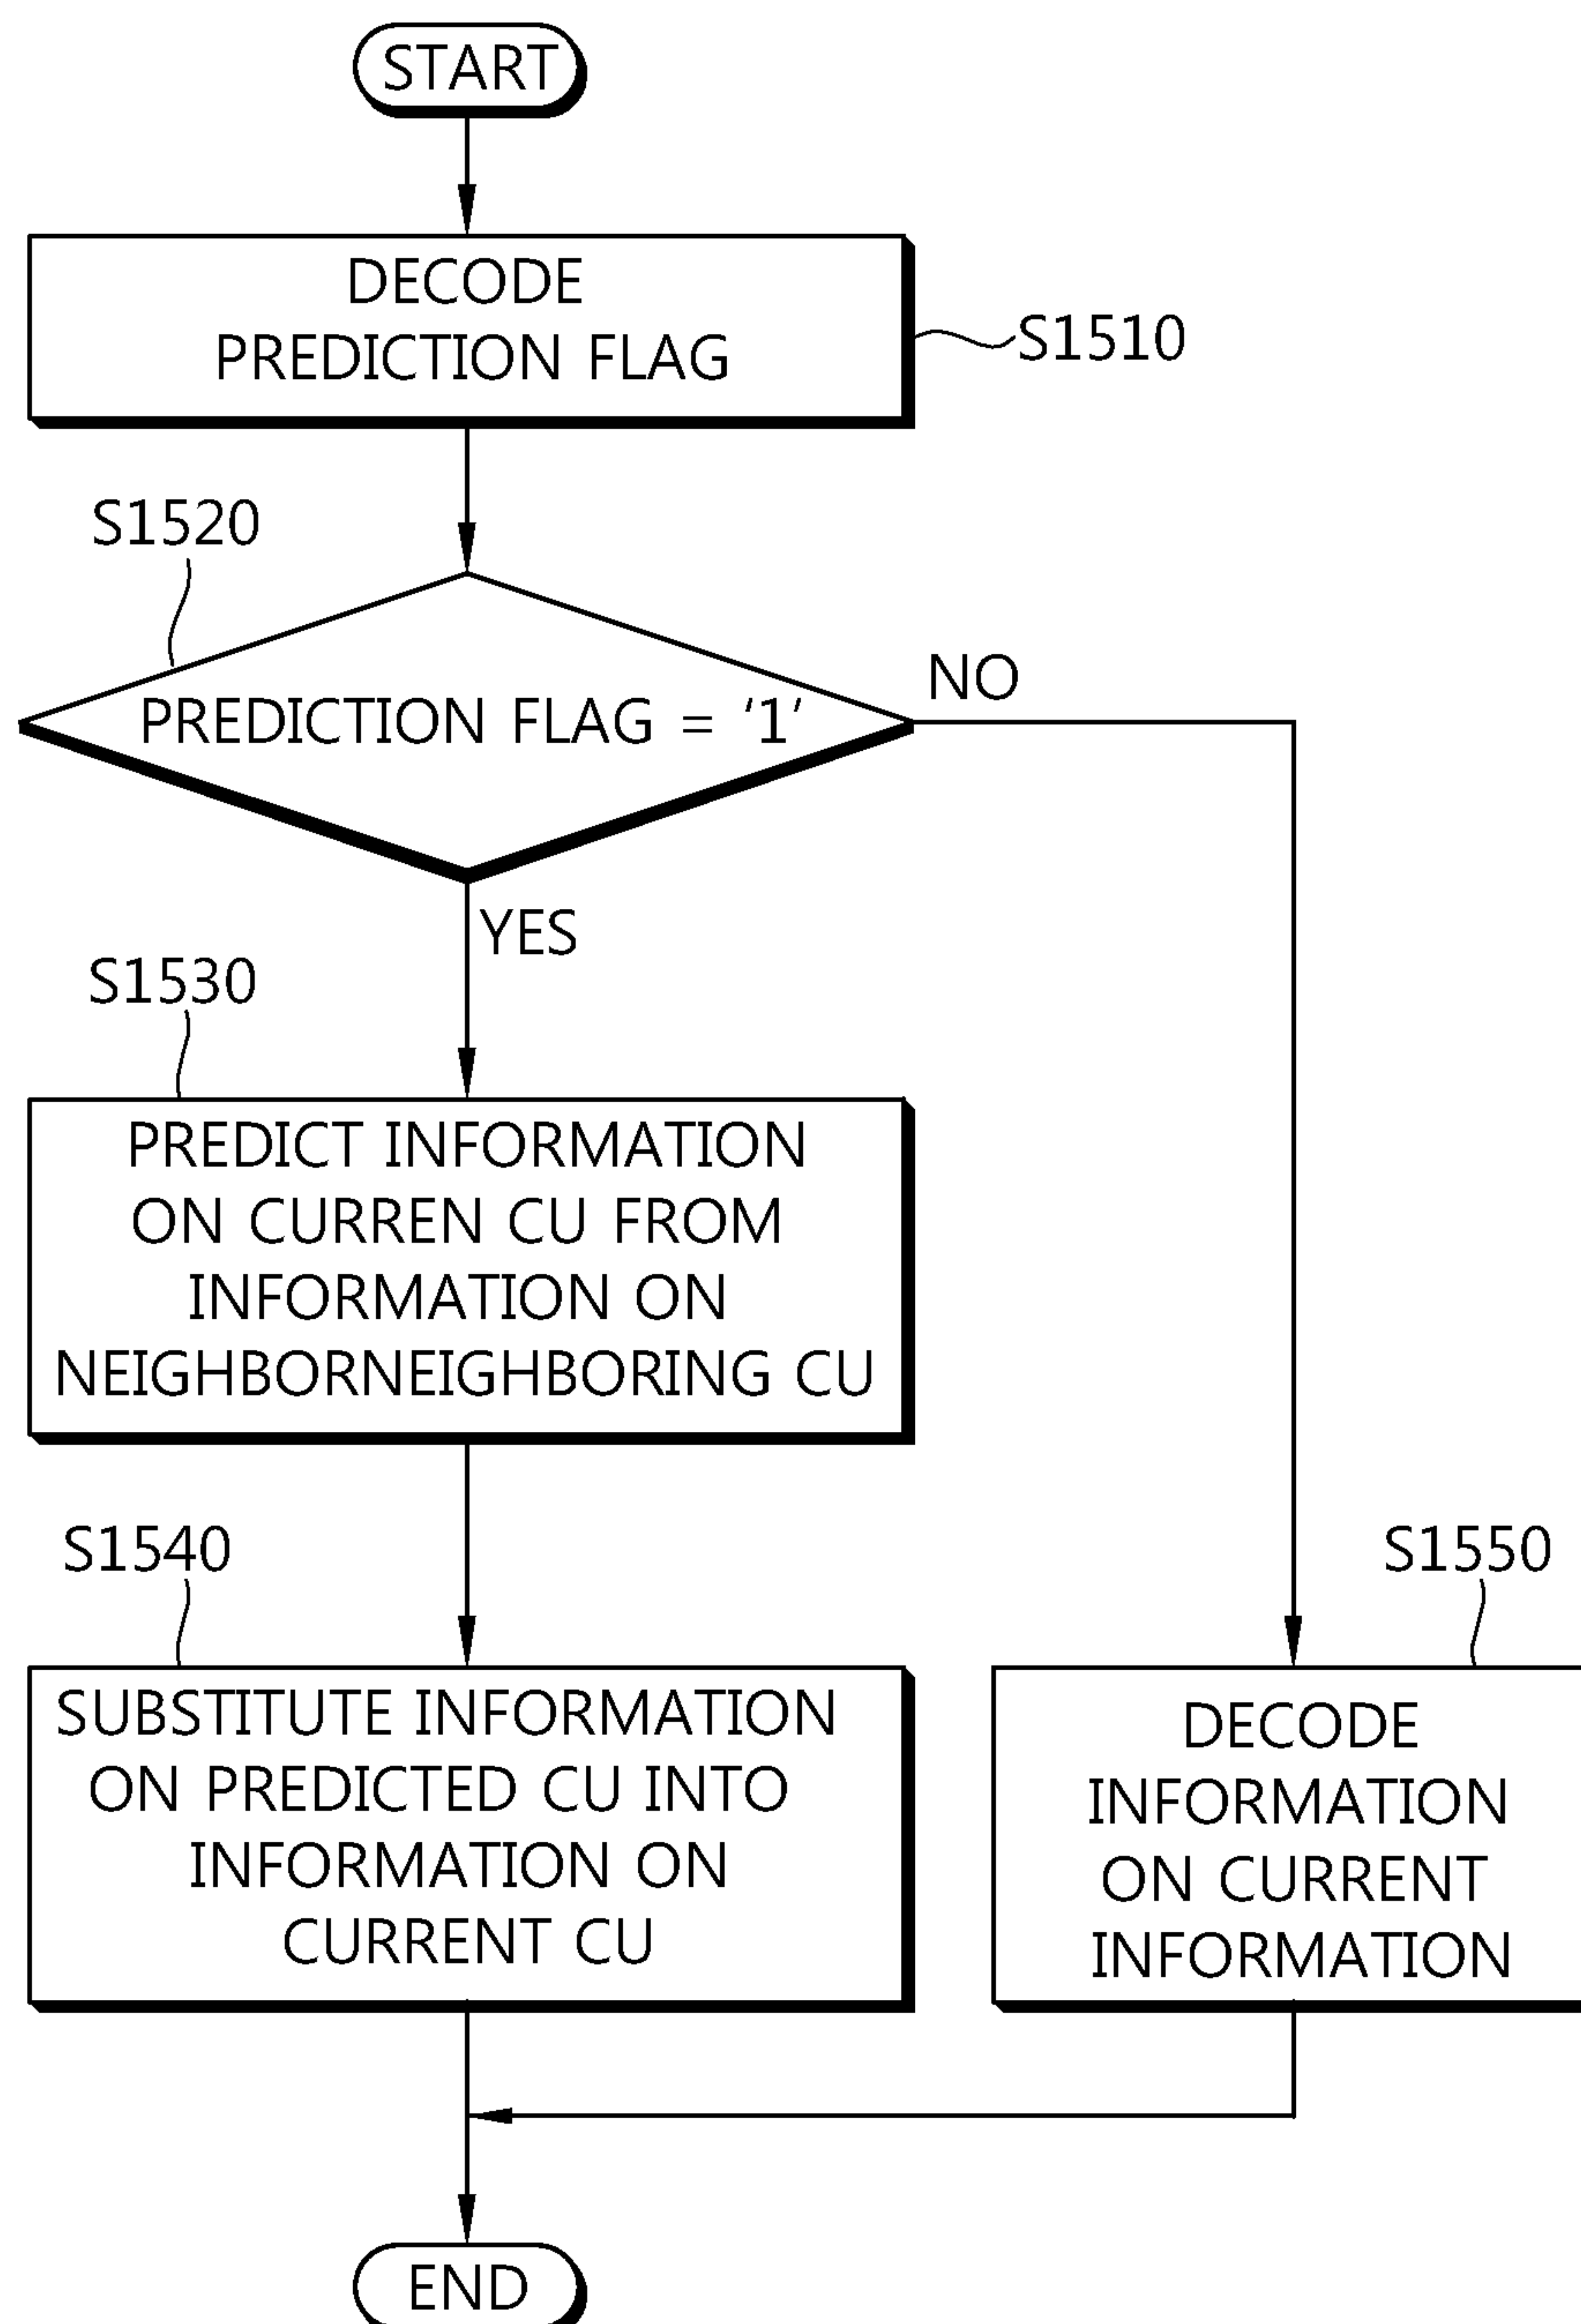 START
DECODE
PREDICTION FLAG
S1510
S1520
PREDICTION FLAG = ‘1’
NO
YES
S1530
PREDICT INFORMATION
ON CURREN CU FROM
INFORMATION ON
NEIGHBORNEIGHBORING CU
S1540
SUBSTITUTE INFORMATION
ON PREDICTED CU INTO
INFORMATION ON
CURRENT CU
S1550
DECODE
INFORMATION
ON CURRENT
INFORMATION
END